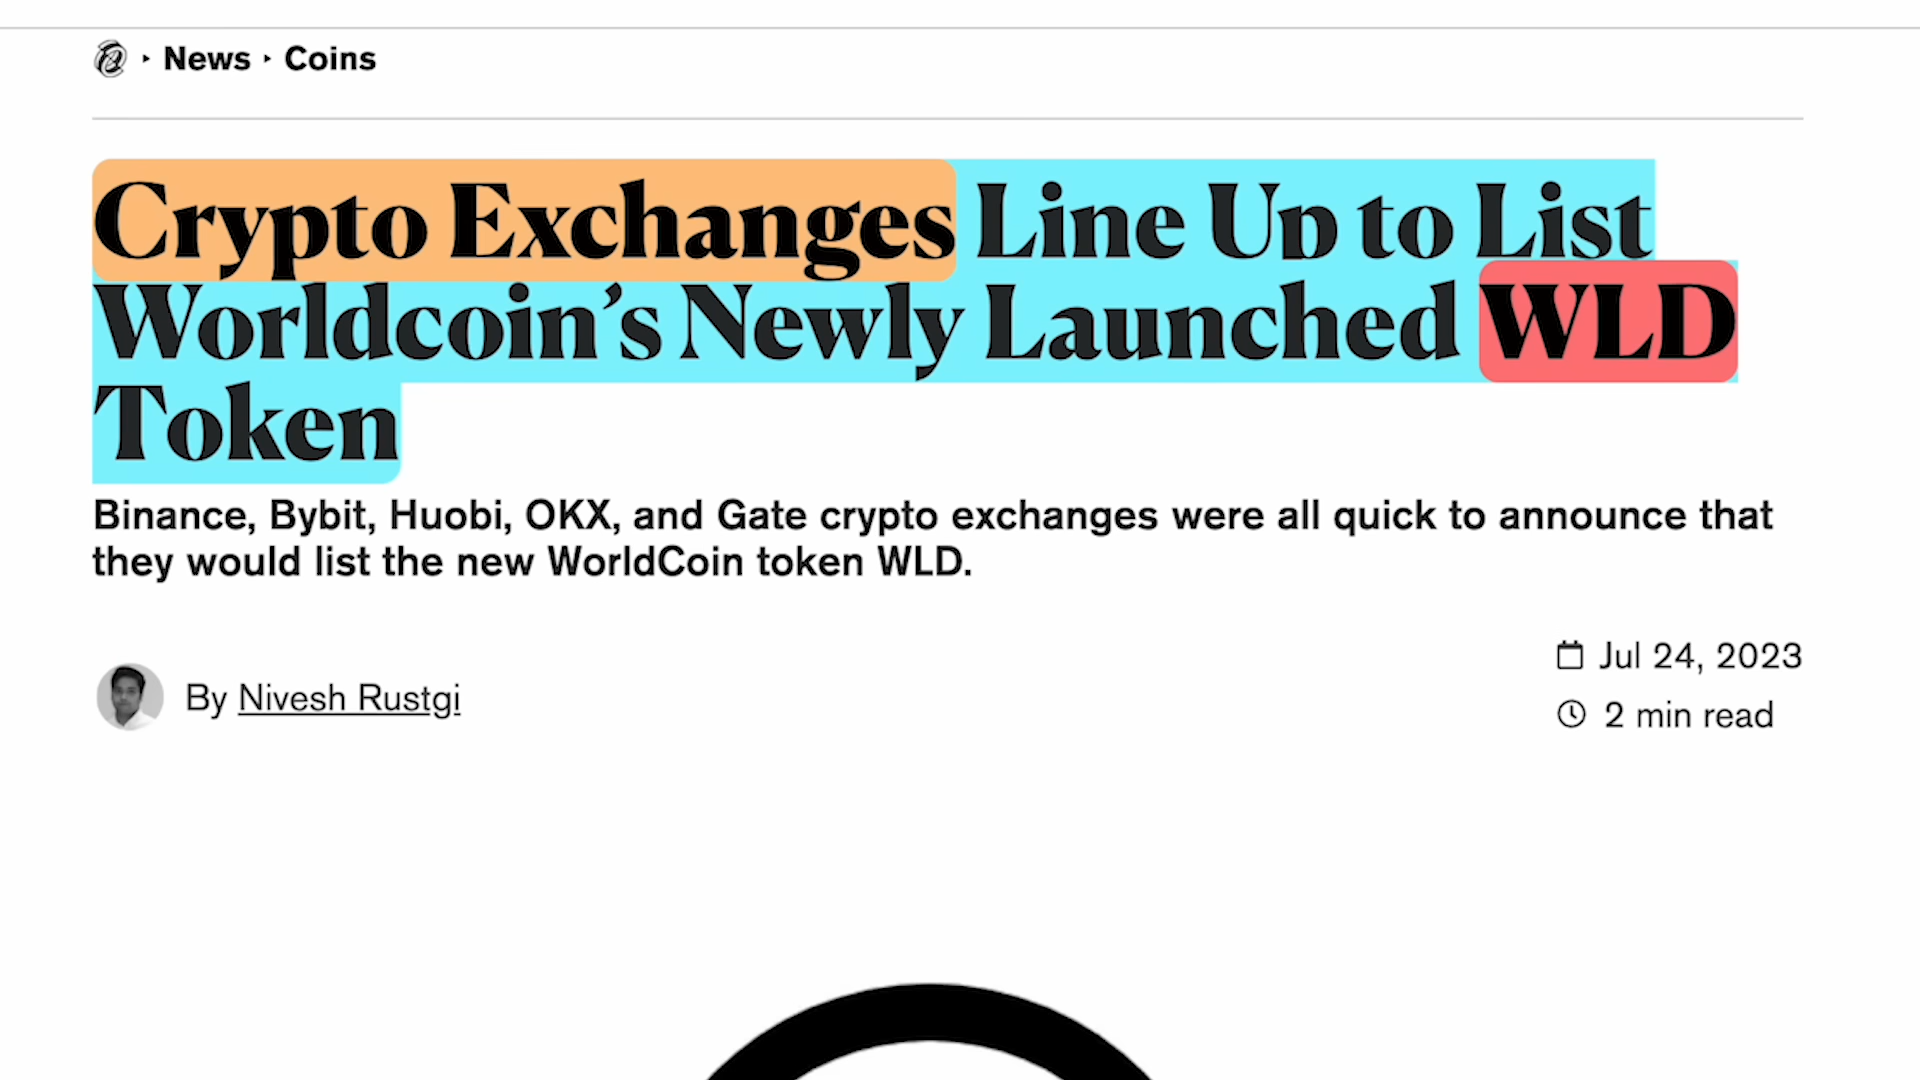 News ‣ Coins
Crypto Exchanges Line Up to List
Worldcoin’s Newly Launched WLD
Token
Binance, Bybit, Huobi, OKX, and Gate crypto exchanges were all quick to announce that
they would list the new WorldCoin token WLD.
Jul 24, 2023
By Nivesh Rustgi
2 min read